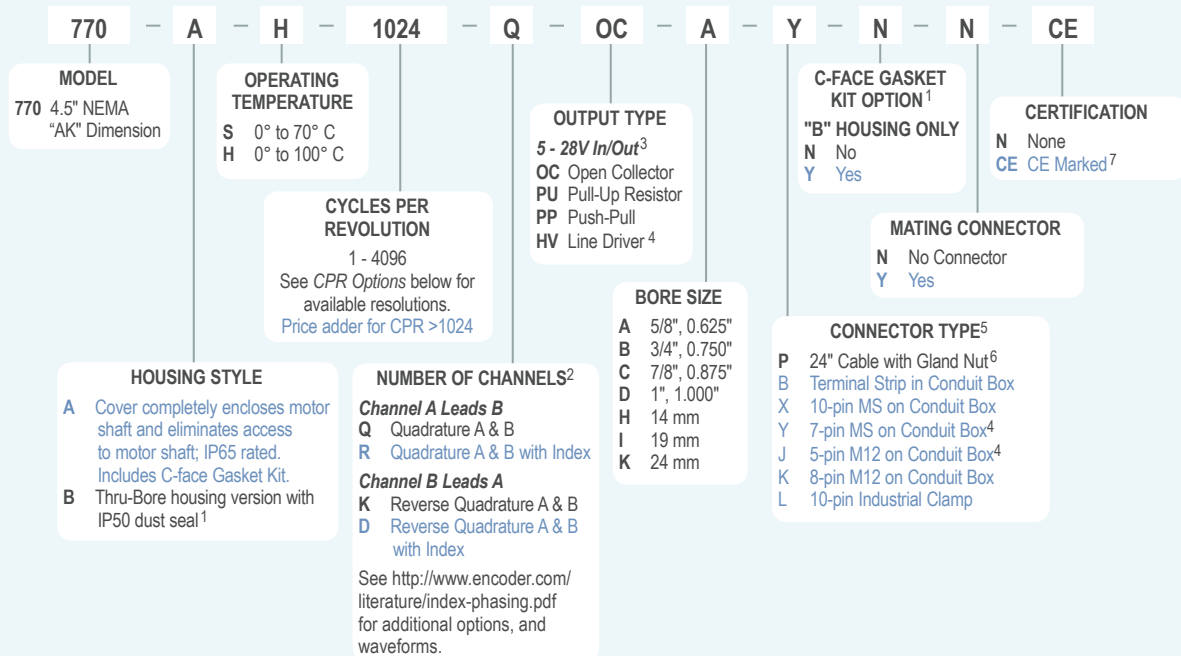 770 – A – H – 1024 – Q – OC – A – Y – N – N – CE
MODEL
770 4.5" NEMA
"AK" Dimension
OPERATING
TEMPERATURE
S 0° to 70° C
H 0° to 100° C
CYCLES PER
REVOLUTION
1 - 4096
See CPR Options below for
available resolutions.
Price adder for CPR >1024
OUTPUT TYPE
5 - 28V In/Out3
OC Open Collector
PU Pull-Up Resistor
PP Push-Pull
HV Line Driver 4
C-FACE GASKET
KIT OPTION1
"B" HOUSING ONLY
N No
Y Yes
CERTIFICATION
N None
CE CE Marked7
MATING CONNECTOR
N No Connector
Y Yes
BORE SIZE
A 5/8", 0.625"
B 3/4", 0.750"
C 7/8", 0.875"
D 1", 1.000"
H 14 mm
I 19 mm
K 24 mm
CONNECTOR TYPE5
P 24" Cable with Gland Nut6
B Terminal Strip in Conduit Box
X 10-pin MS on Conduit Box
Y 7-pin MS on Conduit Box4
J 5-pin M12 on Conduit Box4
K 8-pin M12 on Conduit Box
L 10-pin Industrial Clamp
HOUSING STYLE
A Cover completely encloses motor
shaft and eliminates access
to motor shaft; IP65 rated.
Includes C-face Gasket Kit.
B Thru-Bore housing version with
IP50 dust seal1
NUMBER OF CHANNELS2
Channel A Leads B
Q Quadrature A & B
R Quadrature A & B with Index
Channel B Leads A
K Reverse Quadrature A & B
D Reverse Quadrature A & B
with Index
See http://www.encoder.com/
literature/index-phasing.pdf
for additional options, and
waveforms.